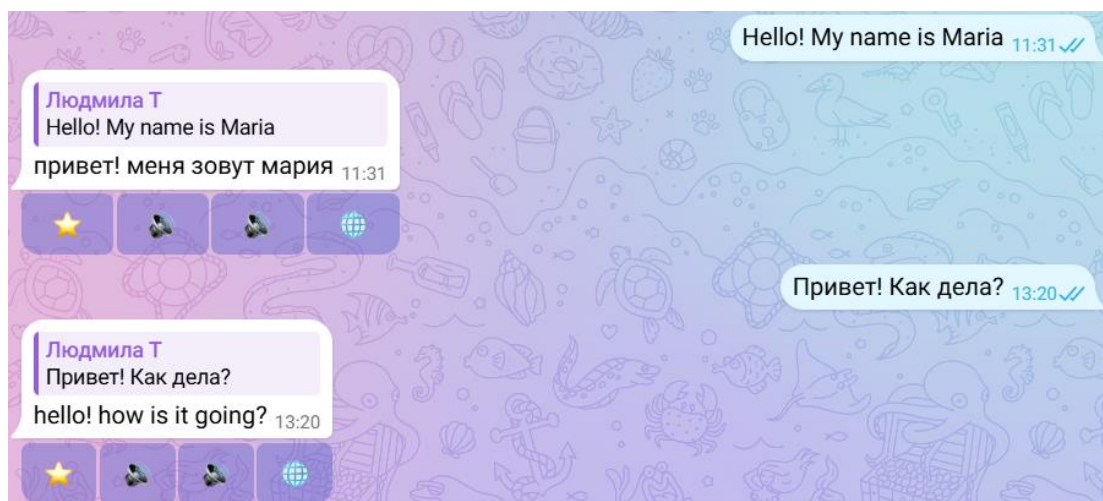 Hello! My name is Maria 11:31
Людмила Т
Hello! My name is Maria
привет! меня зовут мария 11:31
Привет! Как дела? 13:20
Людмила Т
Привет! Как дела?
hello! how is it going? 13:20